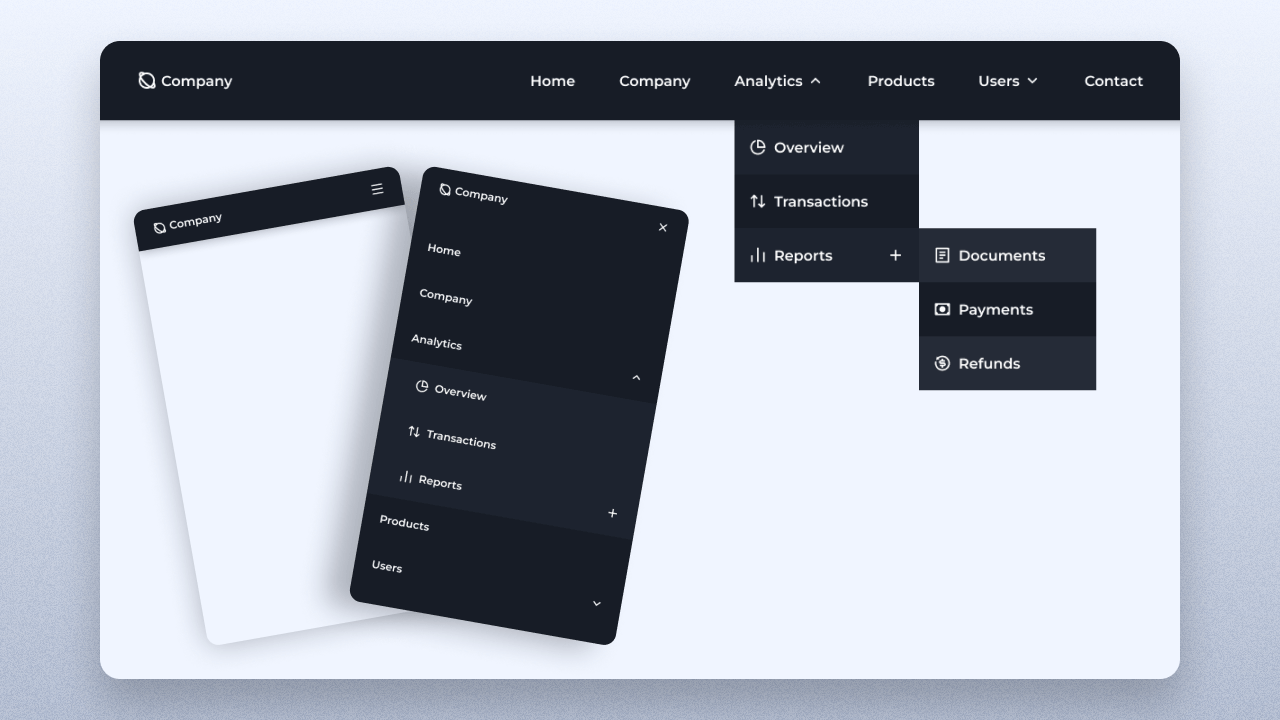 Company
Home
Company
Analytics
Products
Users
Contact
Overview
Transactions
Reports
Documents
Payments
Refunds
Company
Company
Home
Company
Analytics
Overview
Transactions
Reports
Products
Users